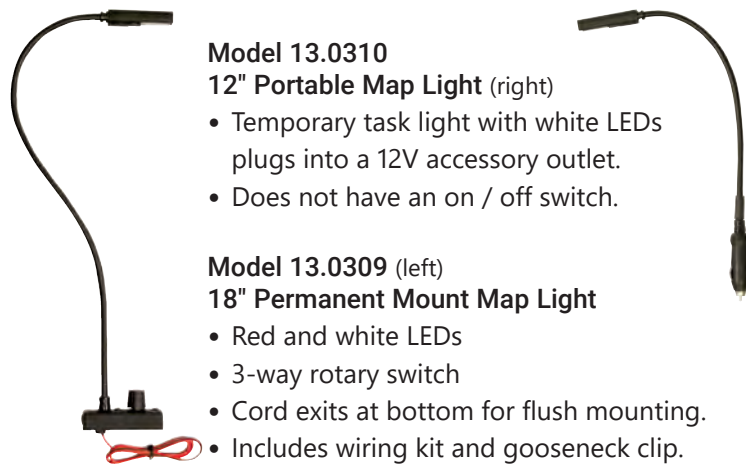 Model 13.0310
12" Portable Map Light (right)
• Temporary task light with white LEDs
plugs into a 12V accessory outlet.
• Does not have an on / off switch.
Model 13.0309 (left)
18" Permanent Mount Map Light
• Red and white LEDs
• 3-way rotary switch
• Cord exits at bottom for flush mounting.
• Includes wiring kit and gooseneck clip.